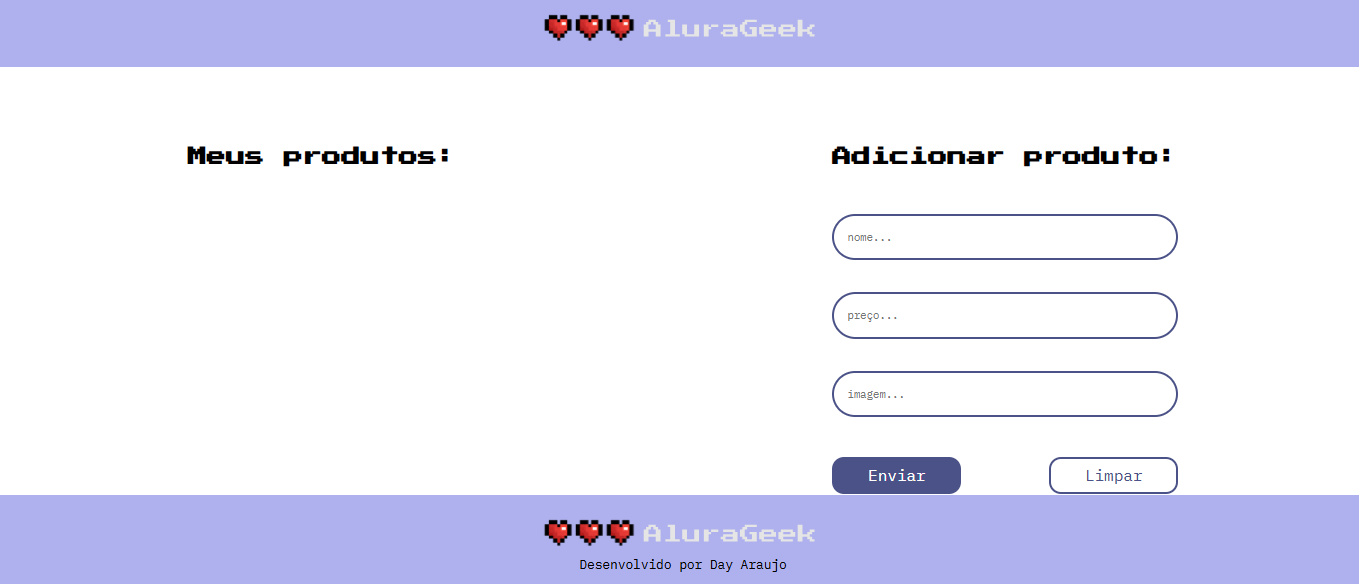 AluraGeek
Meus produtos:
Adicionar produto:
nome...
preço...
imagem...
Enviar
Limpar
AluraGeek
Desenvolvido por Day Araujo